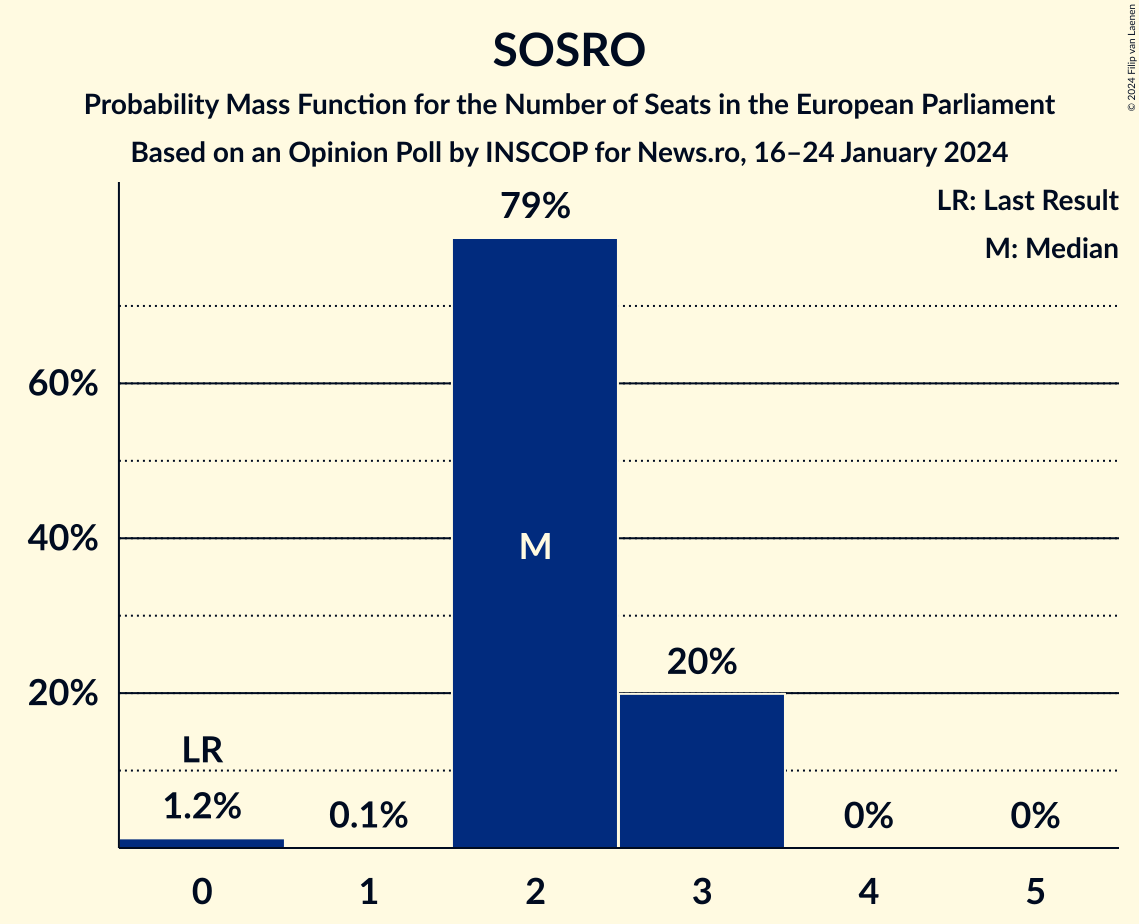 SOSRO
Probability Mass Function for the Number of Seats in the European Parliament
Based on an Opinion Poll by INSCOP for News.ro, 16–24 January 2024
© 2024 Filip van Laenen
LR: Last Result
M: Median
79%
60%
40%
M
20%
20%
LR
1.2%
0.1%
0%
0%
0
1
2
3
4
5